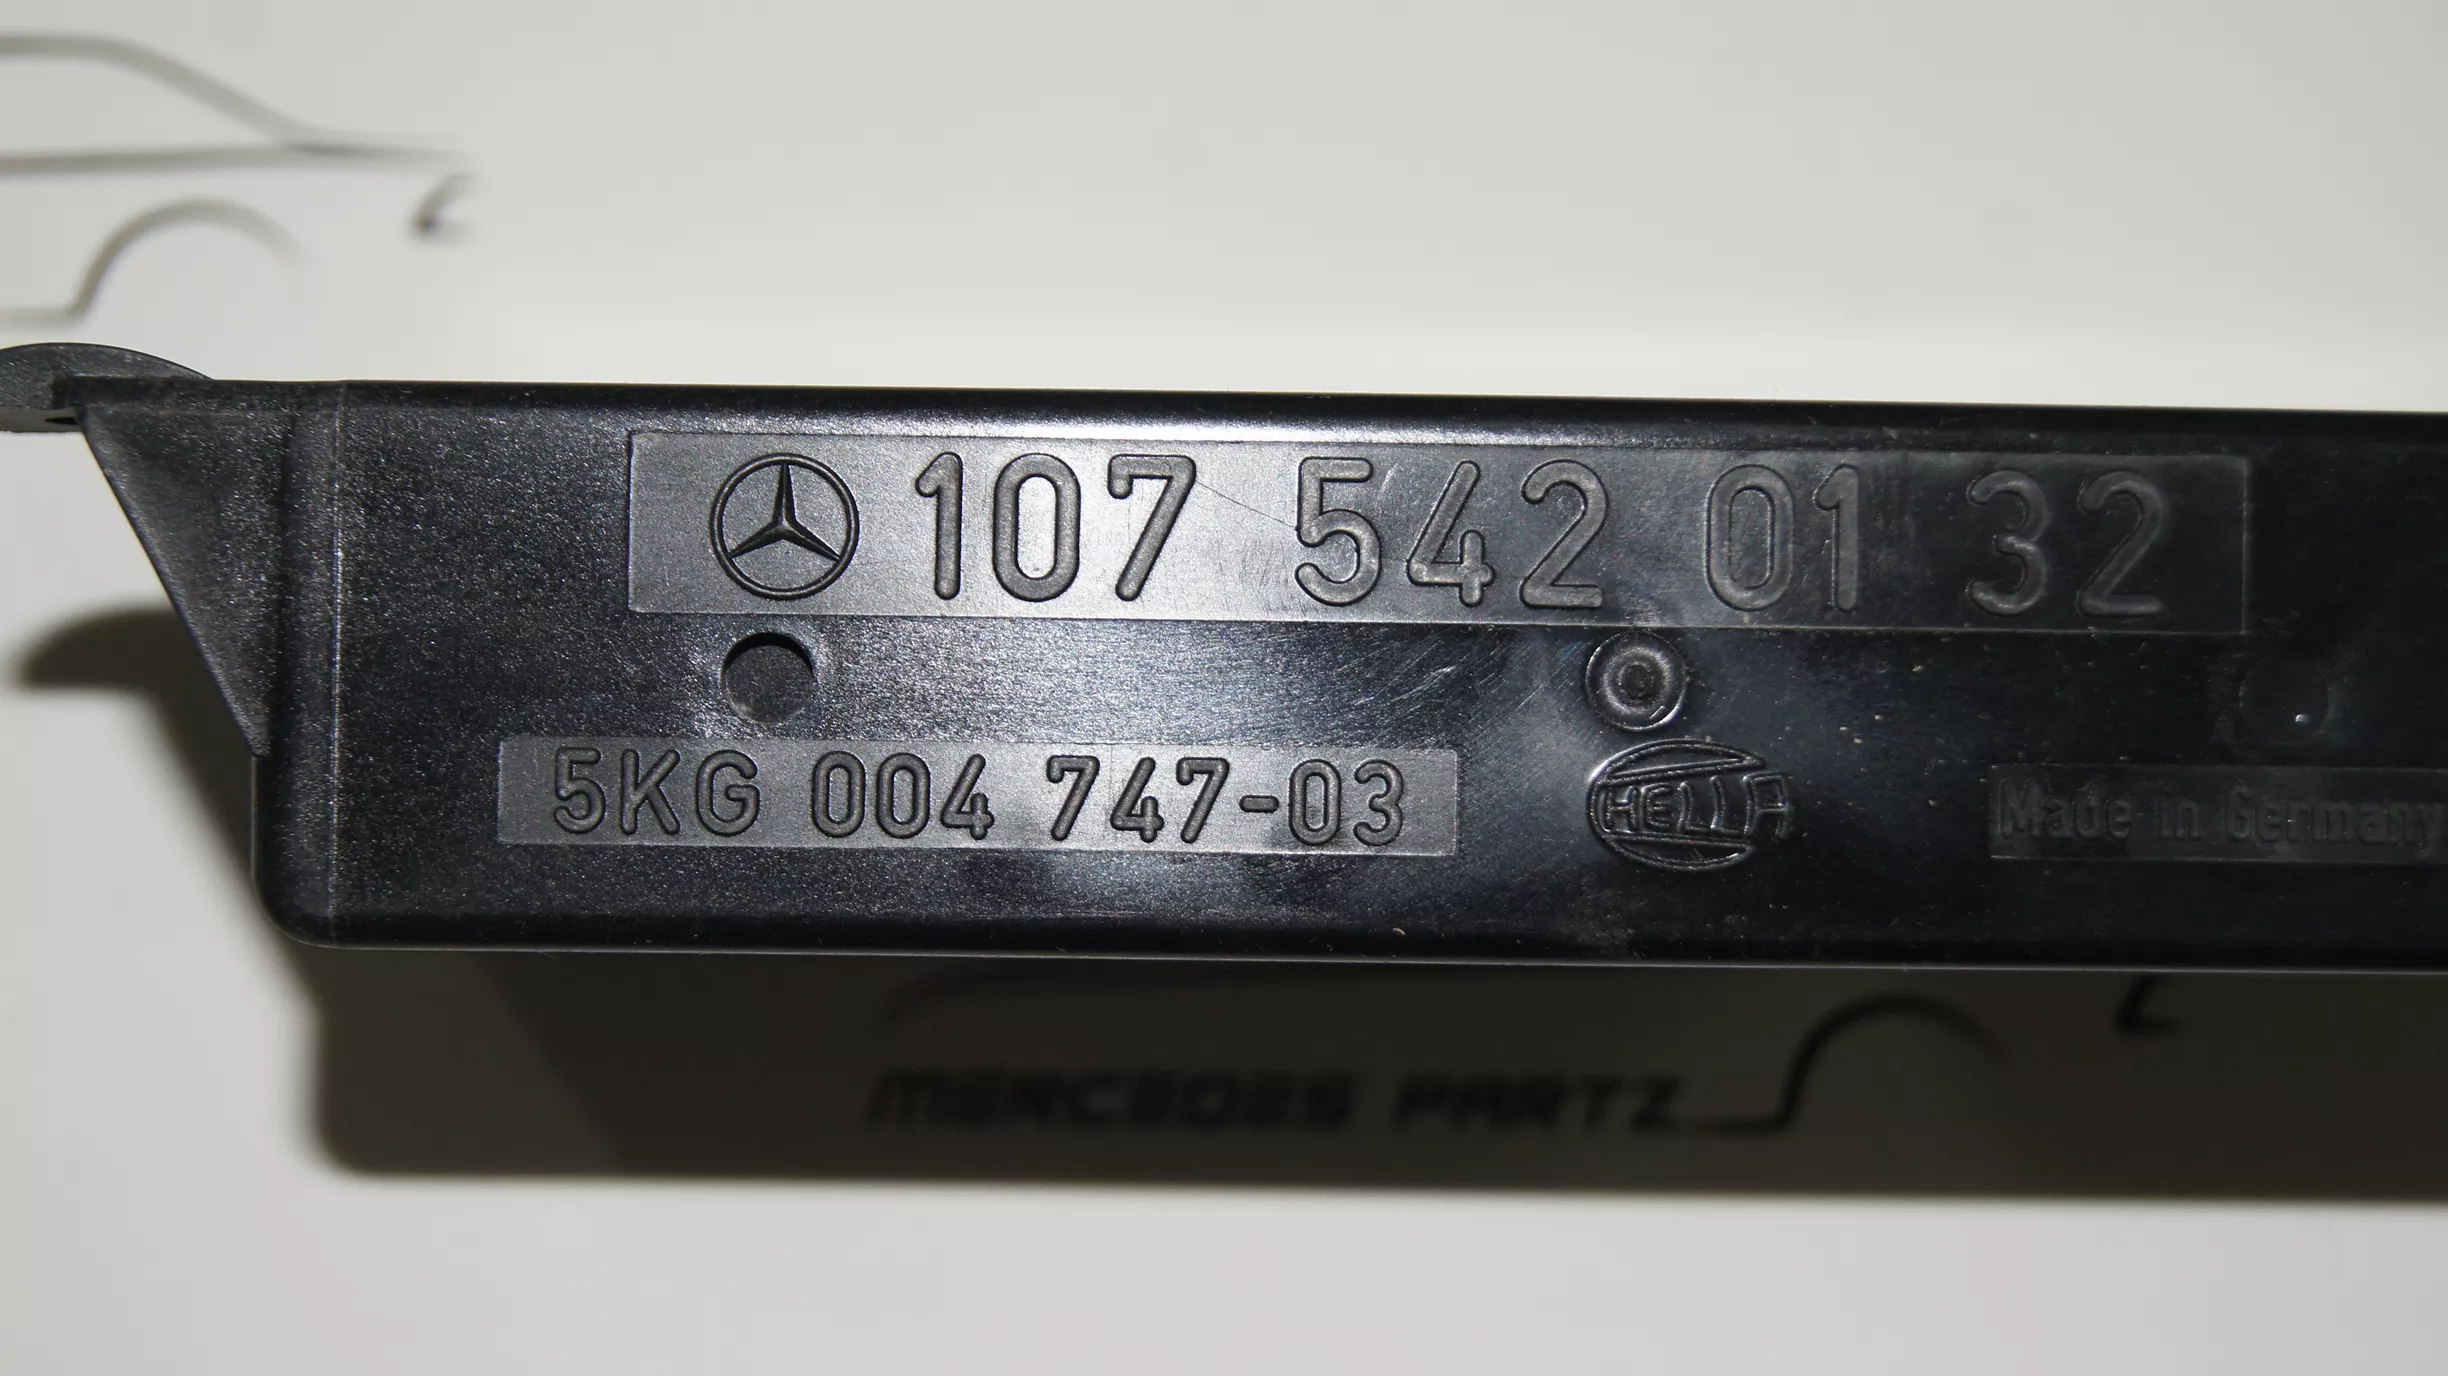 107 542 01 32
5KG 004 747-03
HELLA
Made in Germany
MERCEDES PARTZ